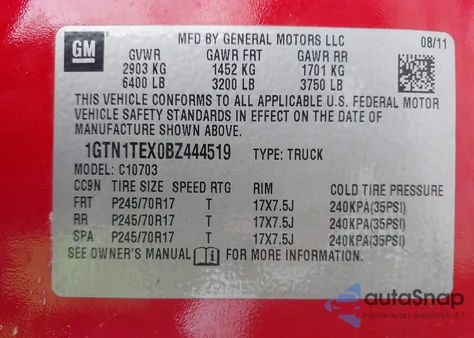 GM
MFD BY GENERAL MOTORS LLC
08/11
GVWR GAWR FRT GAWR RR
2903 KG 1452 KG 1701 KG
6400 LB 3200 LB 3750 LB
THIS VEHICLE CONFORMS TO ALL APPLICABLE U.S. FEDERAL MOTOR
VEHICLE SAFETY STANDARDS IN EFFECT ON THE DATE OF
MANUFACTURE SHOWN ABOVE.
1GTN1TEX0BZ444519 TYPE: TRUCK
MODEL: C10703
CC9N TIRE SIZE SPEED RTG RIM COLD TIRE PRESSURE
FRT P245/70R17 T 17X7.5J 240KPA(35PSI)
RR P245/70R17 T 17X7.5J 240KPA(35PSI)
SPA P245/70R17 T 17X7.5J 240KPA(35PSI)
SEE OWNER'S MANUAL FOR MORE INFORMATION.
autoSnap